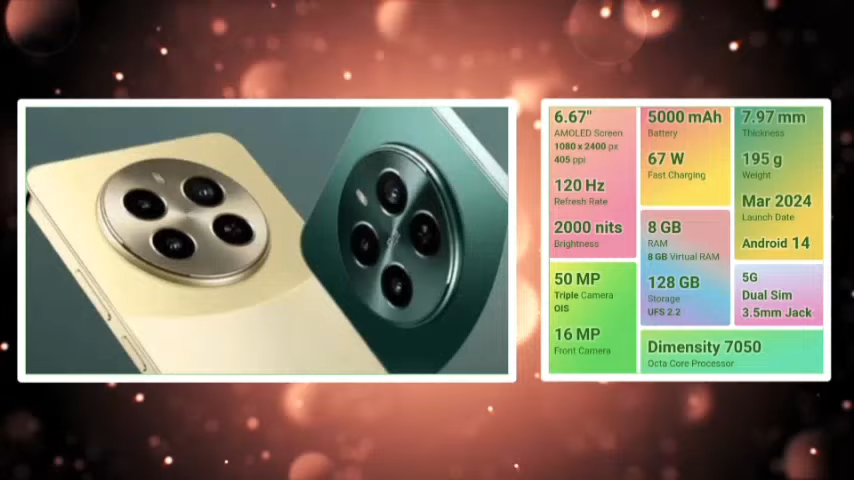 6.67"
AMOLED Screen
1080 x 2400 px
405 ppi
120 Hz
Refresh Rate
2000 nits
Brightness
50 MP
Triple Camera
OIS
16 MP
Front Camera
5000 mAh
Battery
67 W
Fast Charging
8 GB
RAM
8 GB Virtual RAM
128 GB
Storage
UFS 2.2
7.97 mm
Thickness
195 g
Weight
Mar 2024
Launch Date
Android 14
5G
Dual Sim
3.5mm Jack
Dimensity 7050
Octa Core Processor